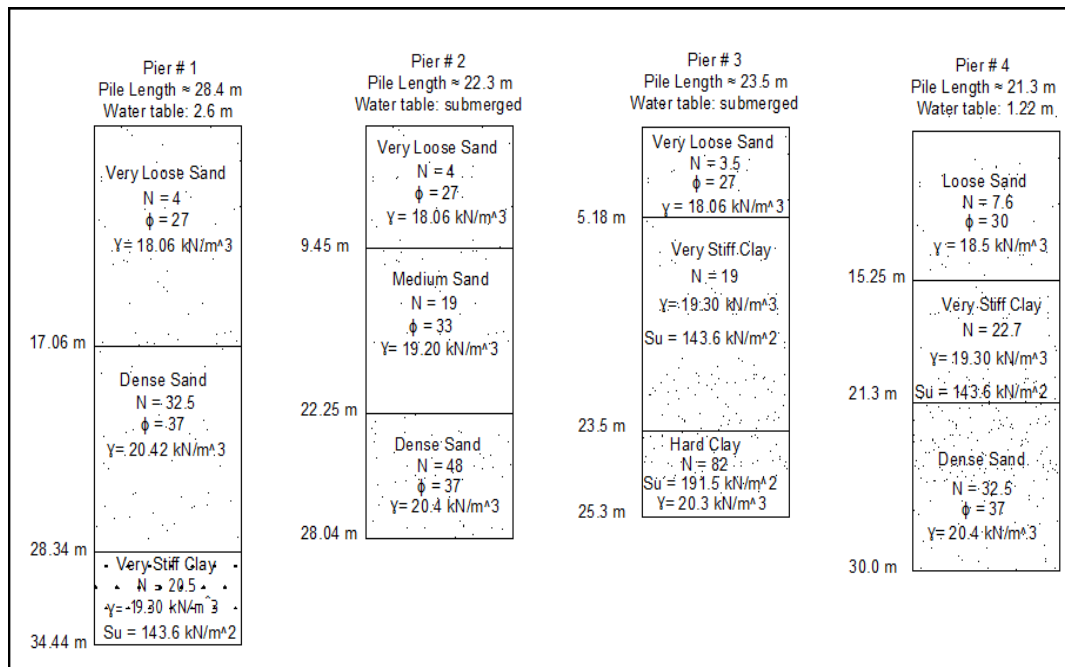 Pier # 1
Pile Length ≈ 28.4 m
Water table: 2.6 m
Very Loose Sand
N = 4
ϕ = 27
γ= 18.06 kN/m^3
17.06 m
Dense Sand
N = 32.5
ϕ = 37
γ= 20.42 kN/m^3
28.34 m
Very Stiff Clay
N = 20.5
γ= 19.30 kN/m^3
Su = 143.6 kN/m^2
34.44 m
Pier # 2
Pile Length ≈ 22.3 m
Water table: submerged
Very Loose Sand
N = 4
ϕ = 27
γ = 18.06 kN/m^3
9.45 m
Medium Sand
N = 19
ϕ = 33
γ= 19.20 kN/m^3
22.25 m
Dense Sand
N = 48
ϕ = 37
γ= 20.4 kN/m^3
28.04 m
Pier # 3
Pile Length ≈ 23.5 m
Water table: submerged
Very Loose Sand
N = 3.5
ϕ = 27
γ = 18.06 kN/m^3
5.18 m
Very Stiff Clay
N = 19
γ= 19.30 kN/m^3
Su = 143.6 kN/m^2
23.5 m
Hard Clay
N = 82
Su = 191.5 kN/m^2
γ= 20.3 kN/m^3
25.3 m
Pier # 4
Pile Length ≈ 21.3 m
Water table: 1.22 m
Loose Sand
N = 7.6
ϕ = 30
γ = 18.5 kN/m^3
15.25 m
Very Stiff Clay
N = 22.7
γ= 19.30 kN/m^3
Su = 143.6 kN/m^2
21.3 m
Dense Sand
N = 32.5
ϕ = 37
γ= 20.4 kN/m^3
30.0 m